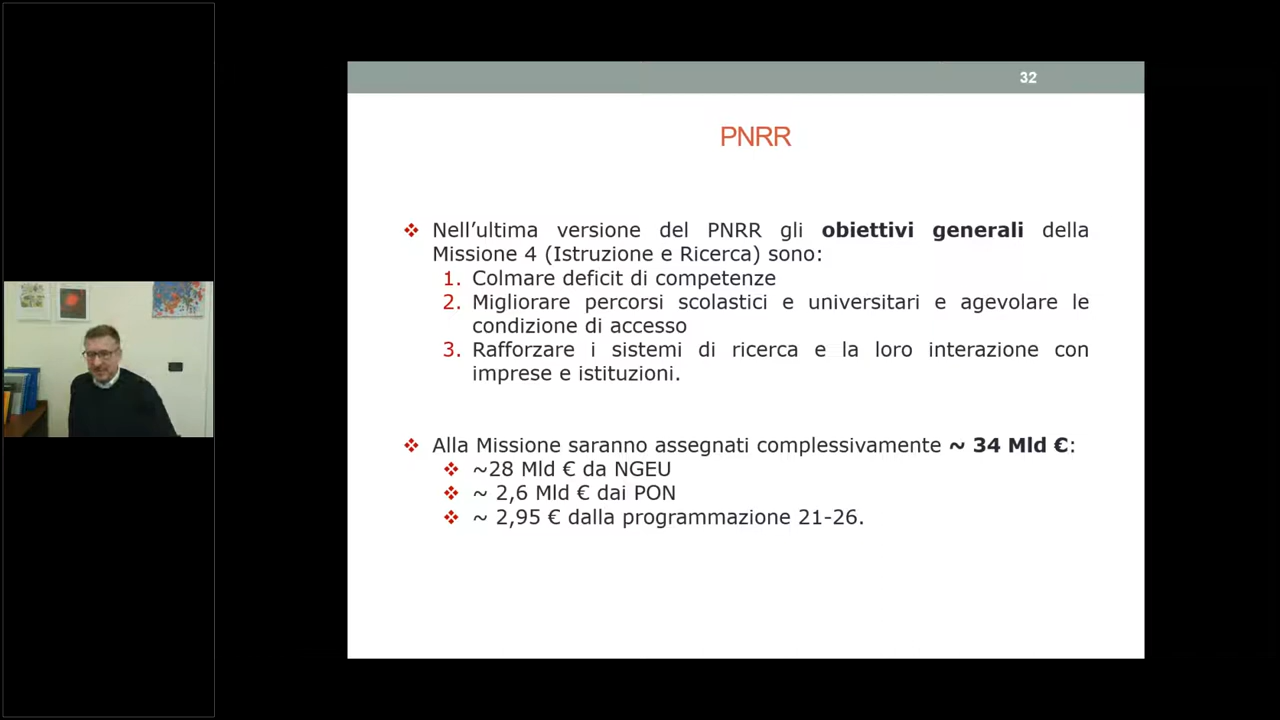 32
PNRR
❖ Nell’ultima versione del PNRR gli obiettivi generali della
Missione 4 (Istruzione e Ricerca) sono:
1. Colmare deficit di competenze
2. Migliorare percorsi scolastici e universitari e agevolare le
condizione di accesso
3. Rafforzare i sistemi di ricerca e la loro interazione con
imprese e istituzioni.
❖ Alla Missione saranno assegnati complessivamente ~ 34 Mld €:
❖ ~28 Mld € da NGEU
❖ ~ 2,6 Mld € dai PON
❖ ~ 2,95 € dalla programmazione 21-26.